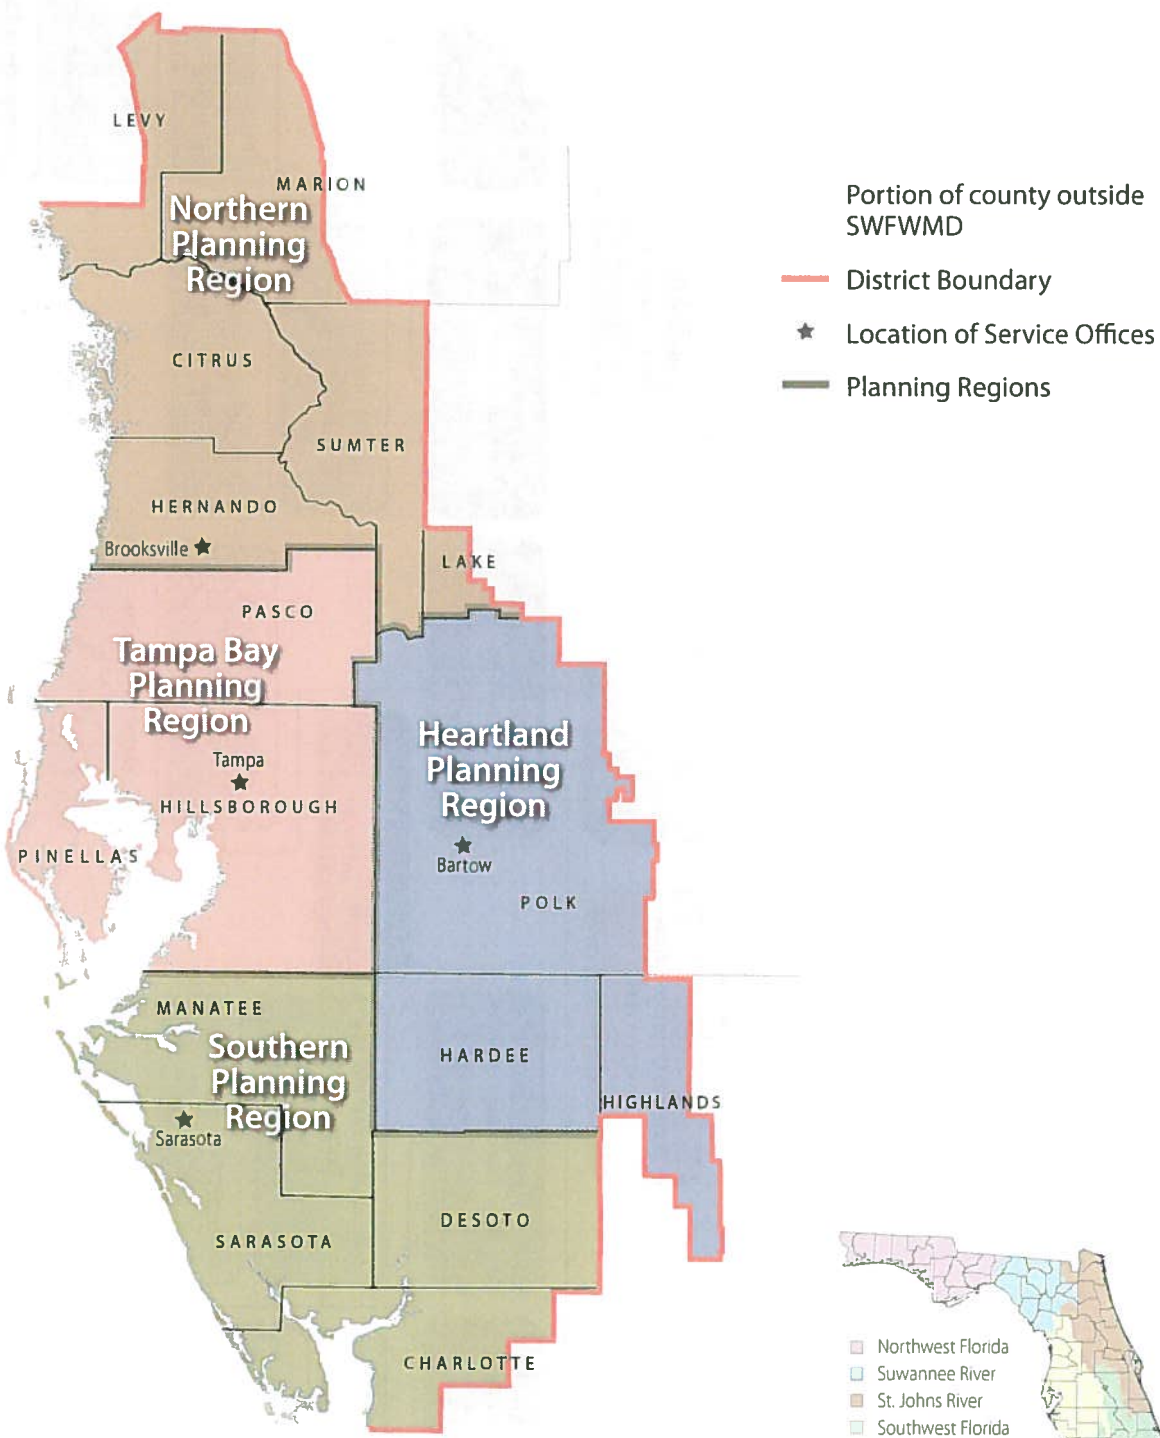 LEVY
MARION
Northern
Planning
Region
CITRUS
SUMTER
HERNANDO
Brooksville
LAKE
PASCO
Tampa Bay
Planning
Region
Tampa
HILLSBOROUGH
PINELLAS
Heartland
Planning
Region
Bartow
POLK
MANATEE
Southern
Planning
Region
Sarasota
HARDEE
HIGHLANDS
DESOTO
SARASOTA
CHARLOTTE
Portion of county outside
SWFWMD
District Boundary
Location of Service Offices
Planning Regions
Northwest Florida
Suwannee River
St. Johns River
Southwest Florida